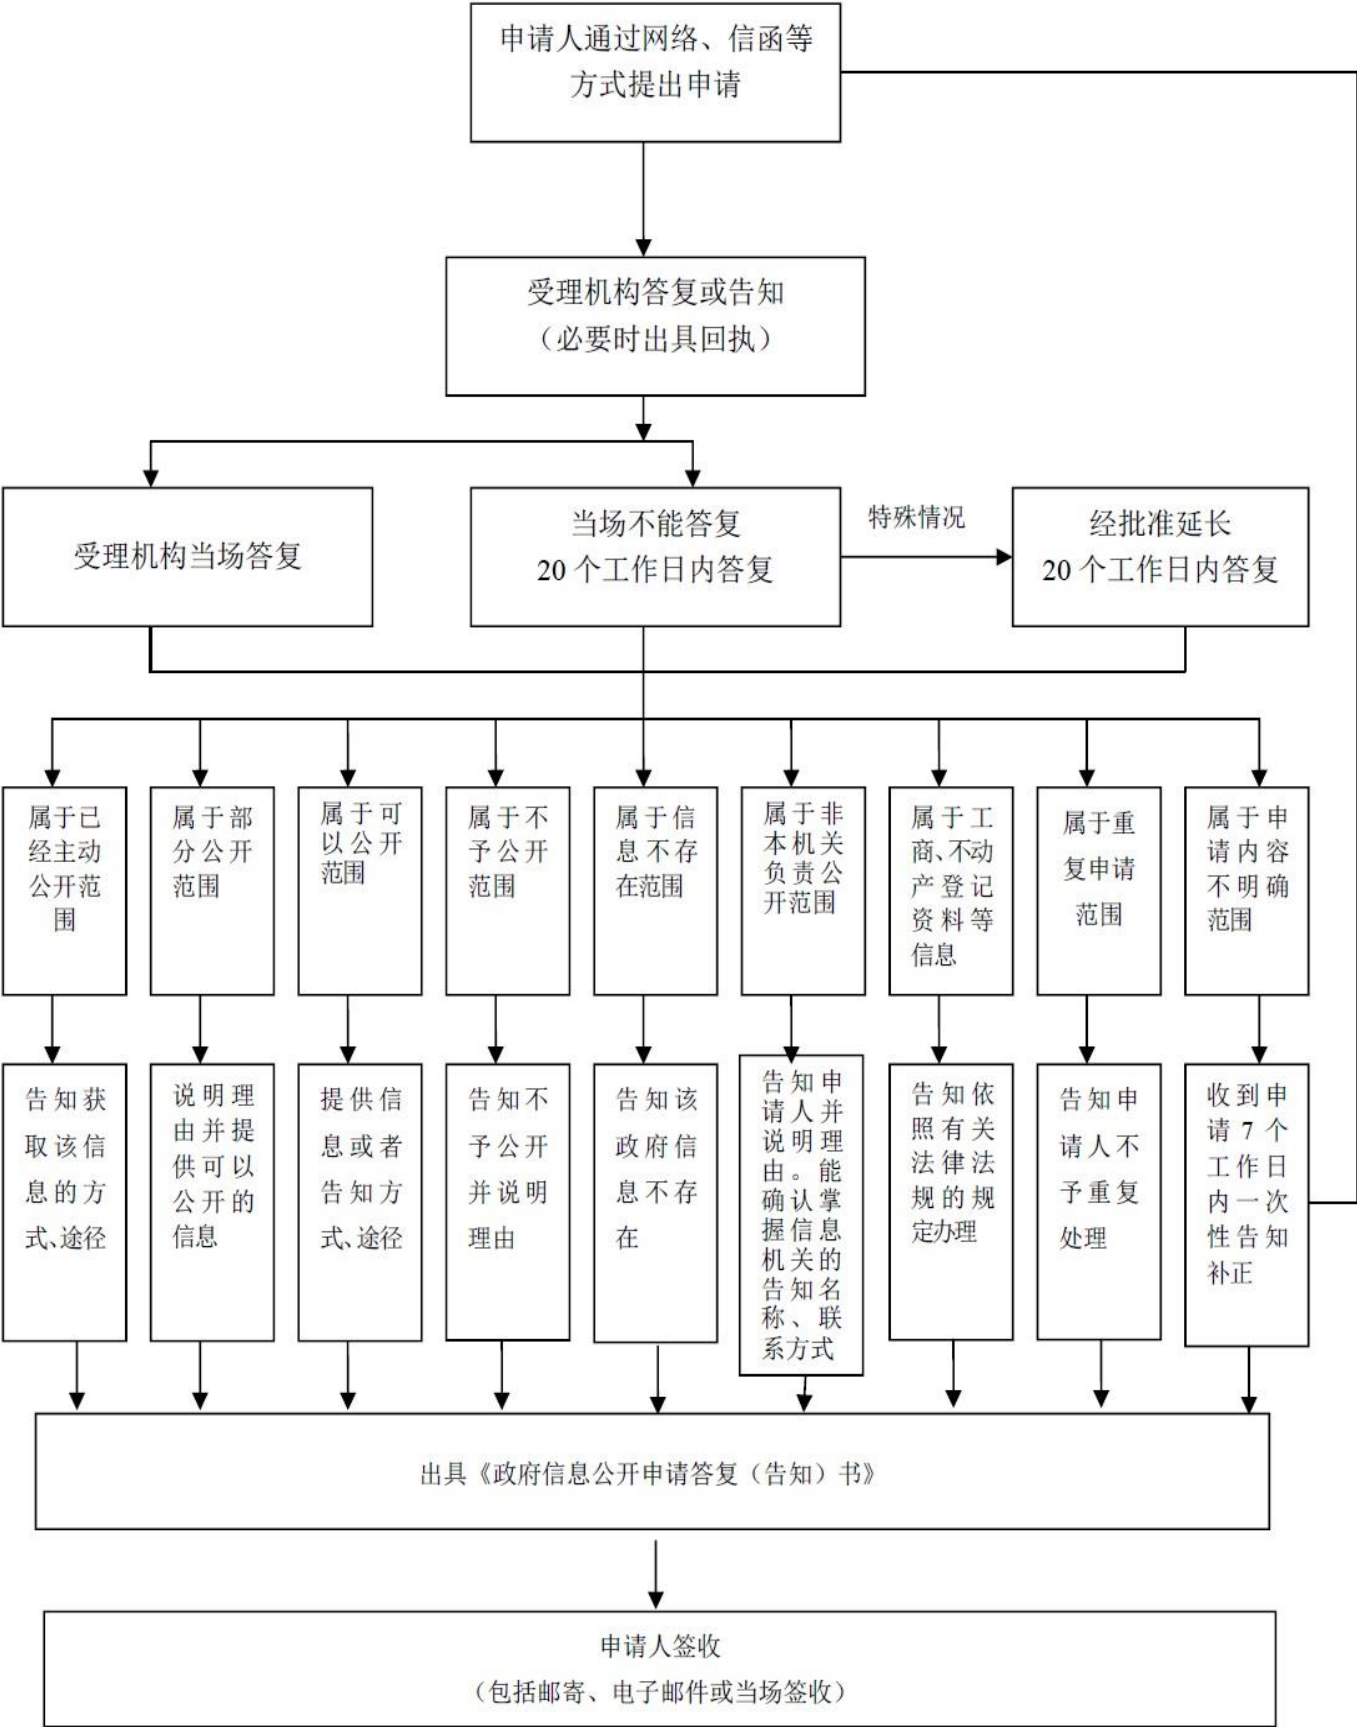 申请人通过网络、信函等
方式提出申请
受理机构答复或告知
（必要时出具回执）
受理机构当场答复
当场不能答复
20 个工作日内答复
特殊情况
经批准延长
20 个工作日内答复
属于已
经主动
公开范
围
属于部
分公开
范围
属于可
以公开
范围
属于不
予公开
范围
属于信
息不存
在范围
属于非
本机关
负责公
开范围
属于工
商、不动
产登记
资料等
信息
属于重
复申请
范围
属于申
请内容
不明确
范围
告知获
取该信
息的方
式、途径
说明理
由并提
供可以
公开的
信息
提供信
息或者
告知方
式、途径
告知不
予公开
并说明
理由
告知该
政府信
息不存
在
告知申
请人并
说明理
由。能
确认掌
握信息
机关的
告知名
称、联
系方式
告知依
照有关
法律法
规的规
定办理
告知申
请人不
予重复
处理
收到申
请 7 个
工作日
内一次
性告知
补正
出具《政府信息公开申请答复（告知）书》
申请人签收
（包括邮寄、电子邮件或当场签收）